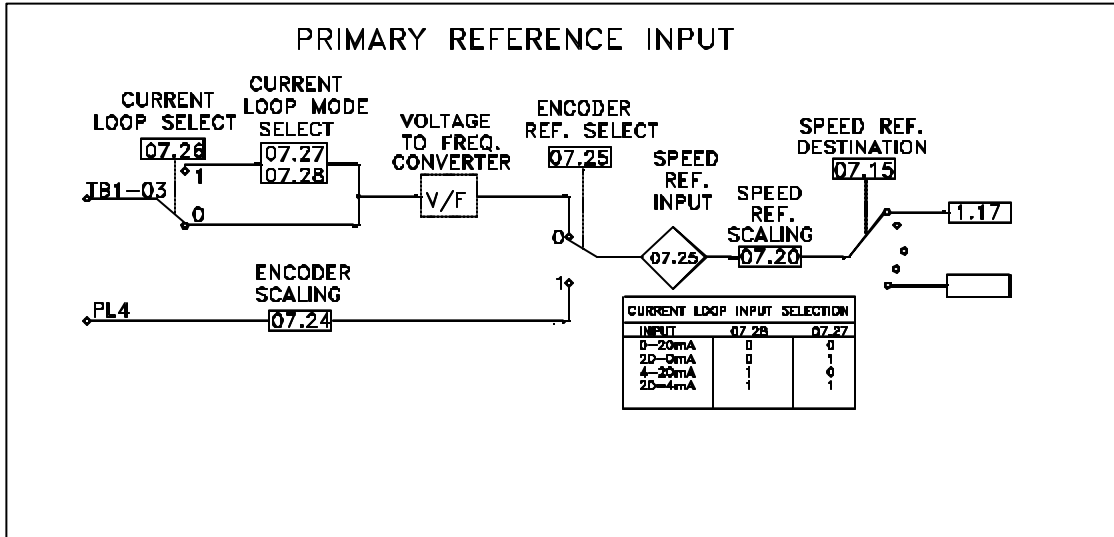 PRIMARY REFERENCE INPUT
CURRENT
LOOP SELECT
07.26
CURRENT
LOOP MODE
SELECT
07.27
07.28
VOLTAGE
TO FREQ.
CONVERTER
V/F
ENCODER
REF. SELECT
07.25
SPEED
REF.
INPUT
07.25
SPEED
REF.
SCALING
07.20
SPEED REF.
DESTINATION
07.15
1.17
TB1-03
1
0
0
1
ENCODER
SCALING
07.24
PL4
CURRENT LOOP INPUT SELECTION
INPUT 07.28 07.27
0-20mA 0 0
20-0mA 0 1
4-20mA 1 0
20-4mA 1 1